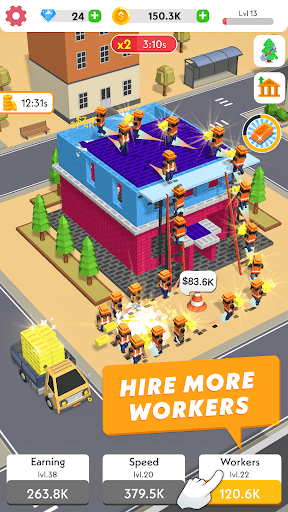 24
150.3K
Lvl 13
x2 3:10s
12:31s
$83.6K
HIRE MORE
WORKERS
Earning
lvl.38
263.8K
Speed
lvl.20
379.5K
Workers
lvl.22
120.6K